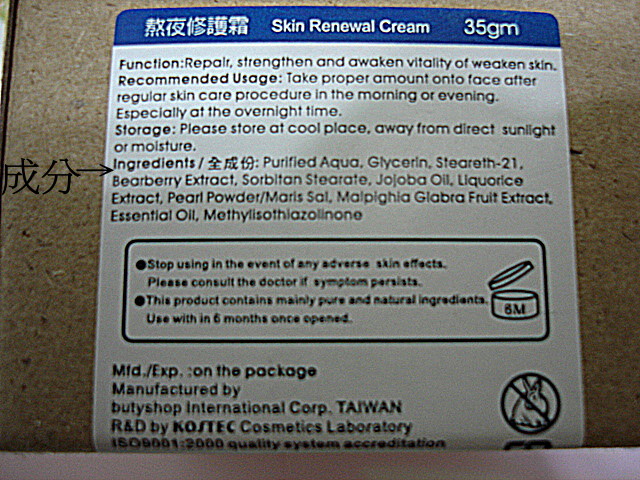 熬夜修護霜 Skin Renewal Cream 35gm
Function:Repair, strengthen and awaken vitality of weaken skin.
Recommended Usage: Take proper amount onto face after
regular skin care procedure in the morning or evening.
Especially at the overnight time.
Storage: Please store at cool place, away from direct sunlight
or moisture.
成分→
Ingredients / 全成份: Purified Aqua, Glycerin, Steareth-21,
Bearberry Extract, Sorbitan Stearate, Jojoba Oil, Liquorice
Extract, Pearl Powder/Maris Sal, Malpighia Glabra Fruit Extract,
Essential Oil, Methylisothiazolinone
●Stop using in the event of any adverse skin effects.
Please consult the doctor if symptom persists.
●This product contains mainly pure and natural ingredients.
Use with in 6 months once opened.
6M
Mfd./Exp. :on the package
Manufactured by
butyshop International Corp. TAIWAN
R&D by KOSTEC Cosmetics Laboratory
ISO9001:2000 quality system accreditation